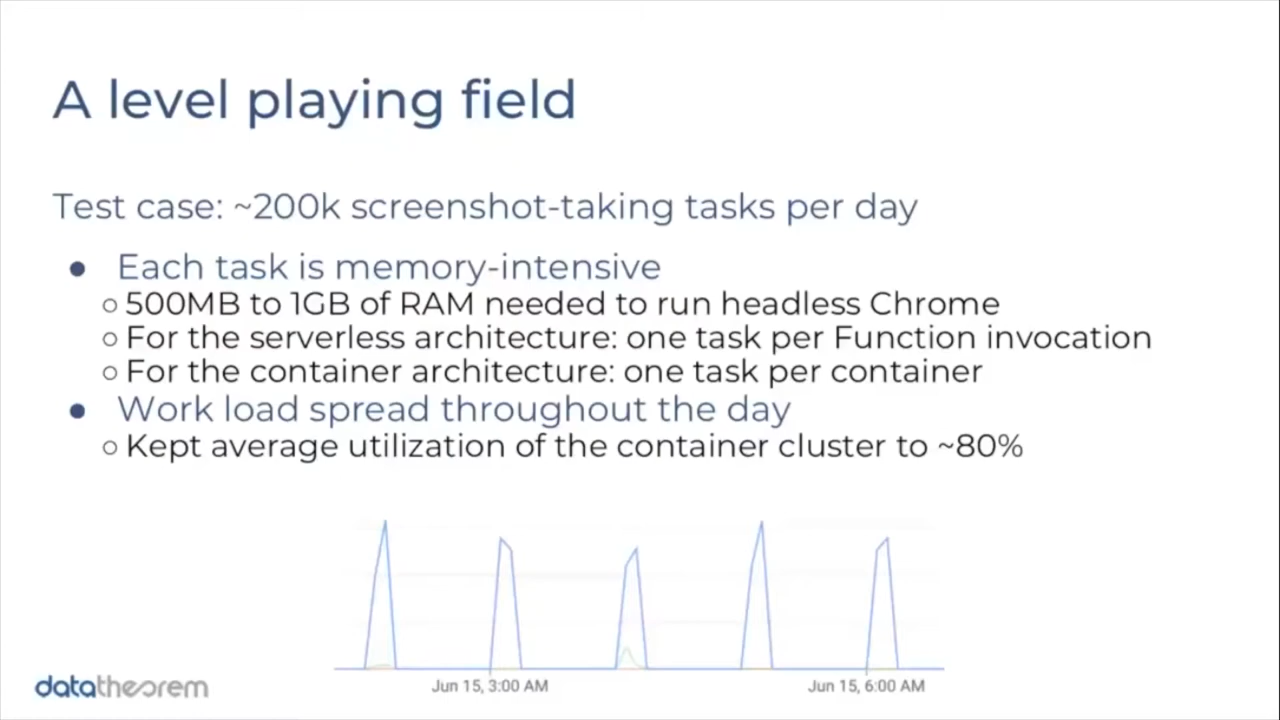 A level playing field
Test case: ~200k screenshot-taking tasks per day
● Each task is memory-intensive
○ 500MB to 1GB of RAM needed to run headless Chrome
○ For the serverless architecture: one task per Function invocation
○ For the container architecture: one task per container
● Work load spread throughout the day
○ Kept average utilization of the container cluster to ~80%
Jun 15, 3:00 AM Jun 15, 6:00 AM
datatheorem